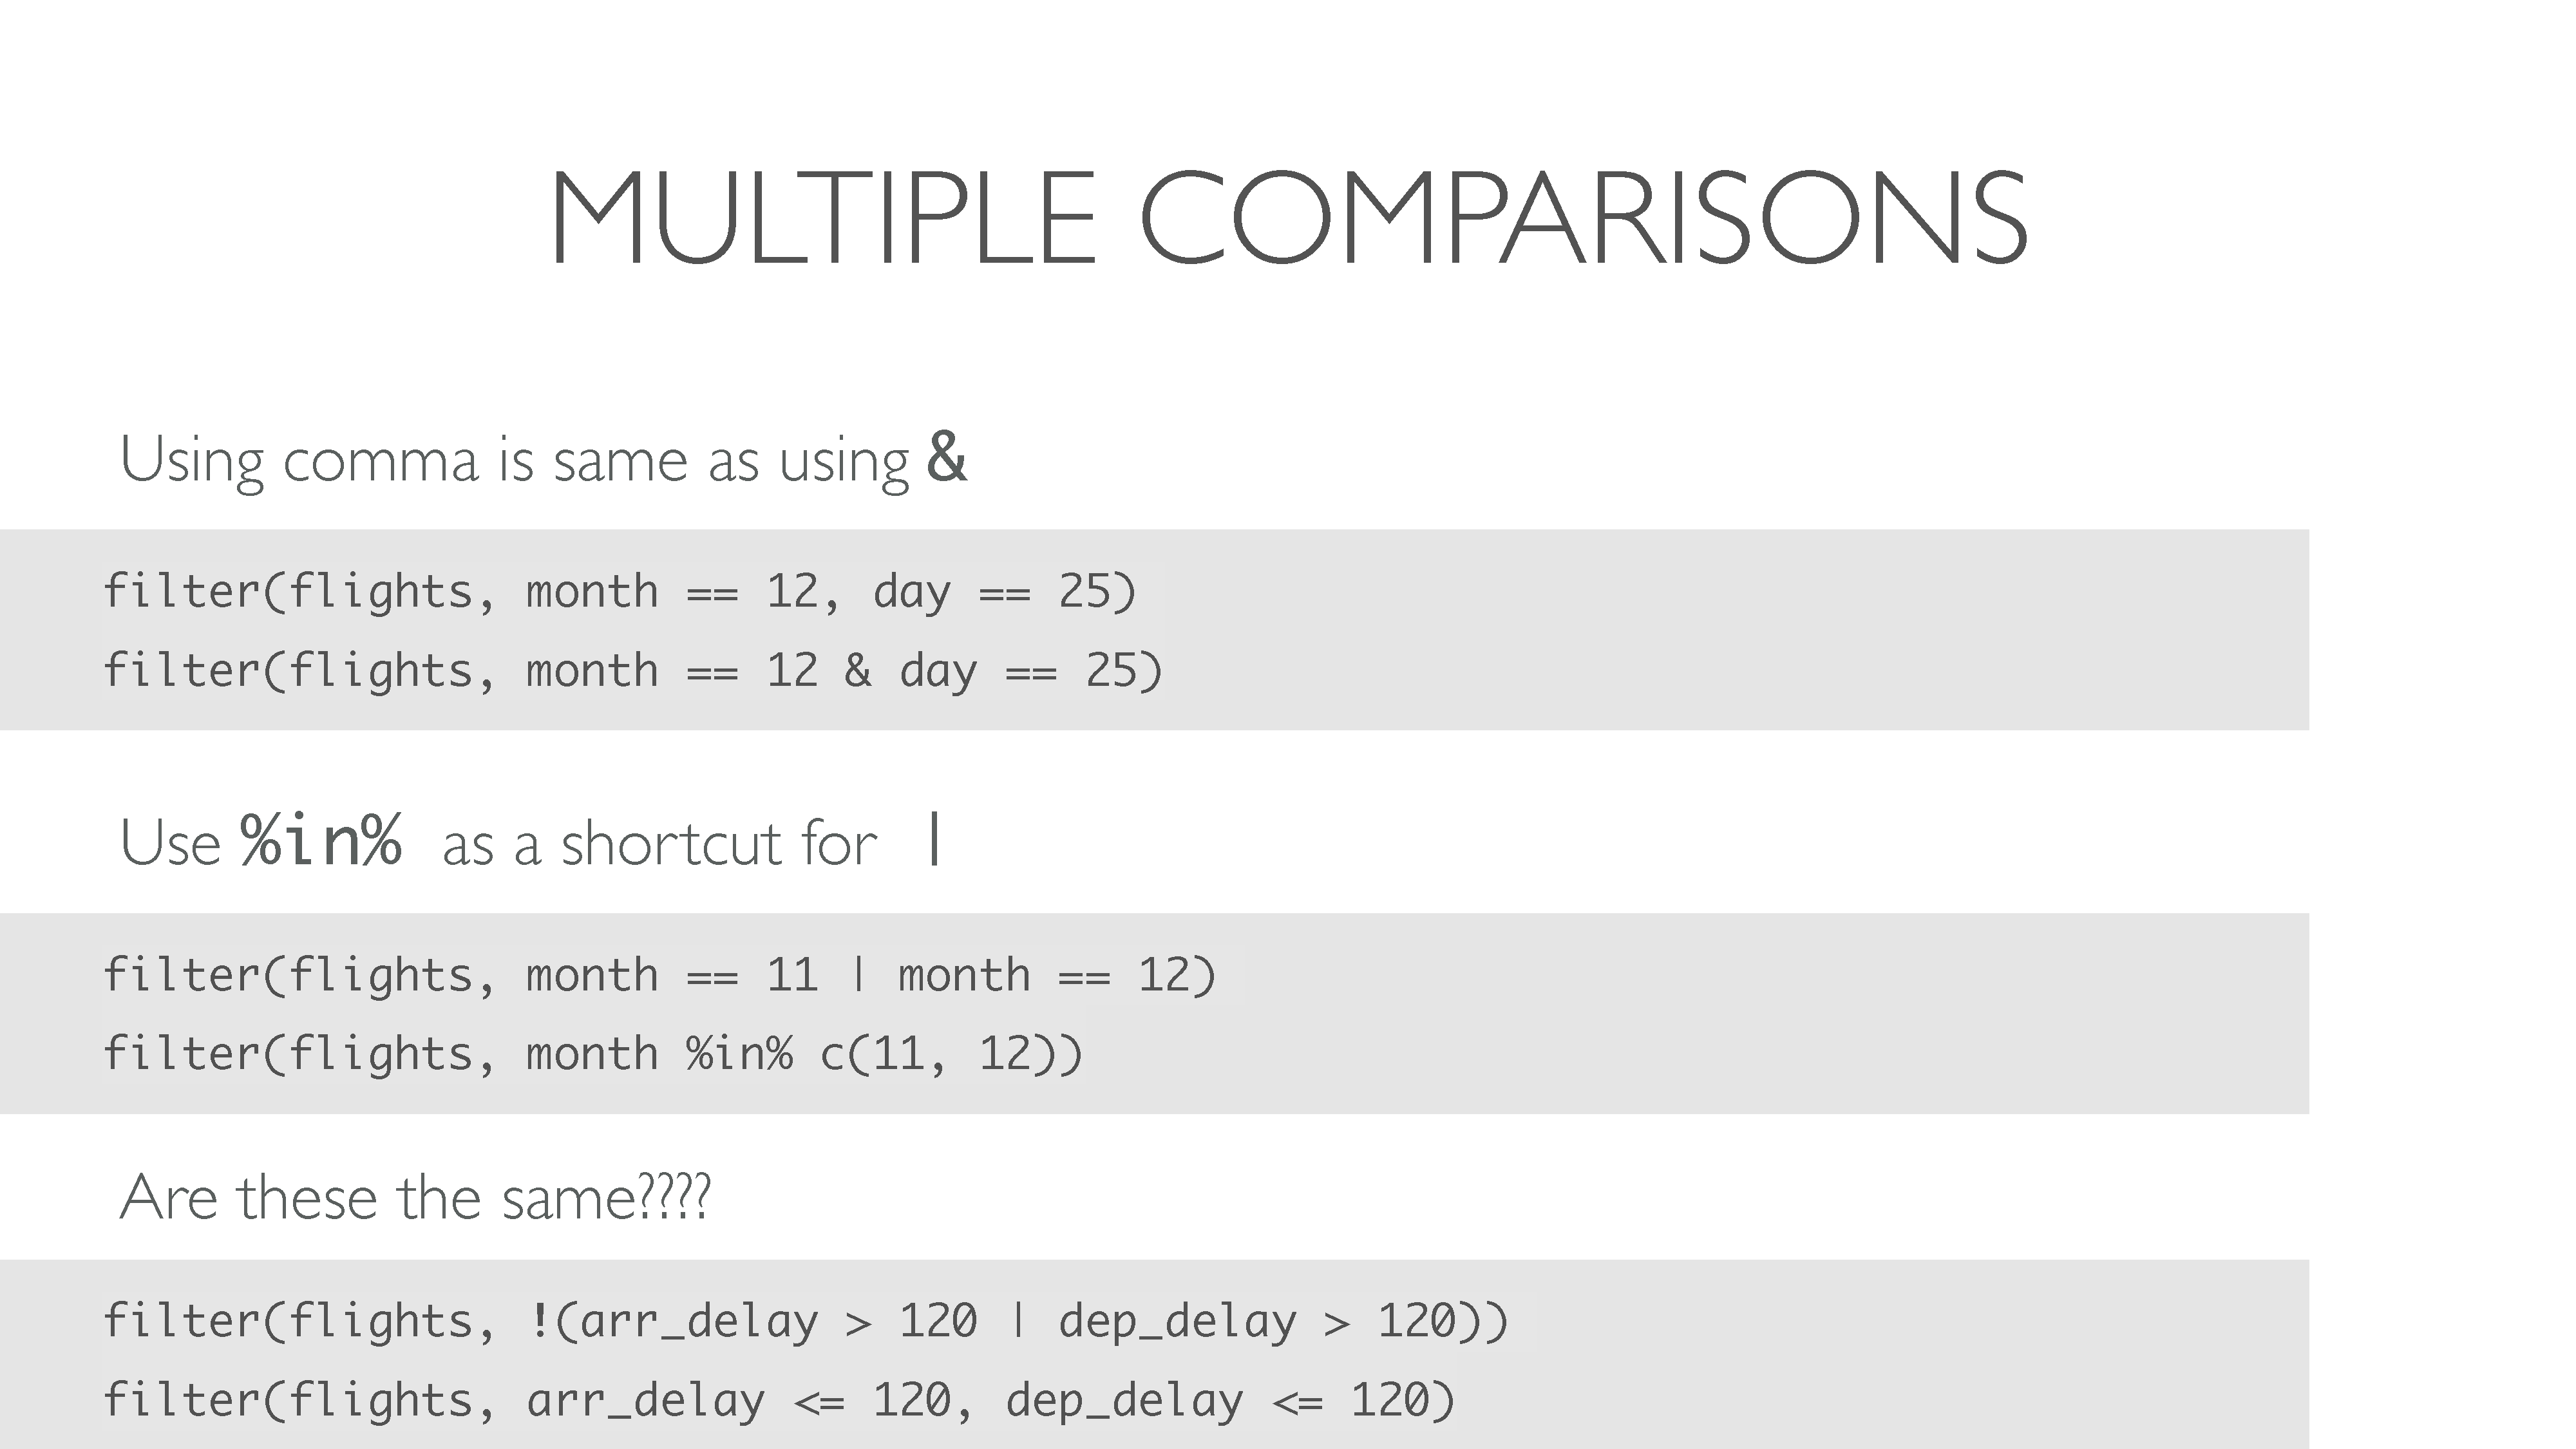 MULTIPLE COMPARISONS
Using comma is same as using &
filter(flights, month == 12, day == 25)
filter(flights, month == 12 & day == 25)
Use %in% as a shortcut for |
filter(flights, month == 11 | month == 12)
filter(flights, month %in% c(11, 12))
Are these the same????
filter(flights, !(arr_delay > 120 | dep_delay > 120))
filter(flights, arr_delay <= 120, dep_delay <= 120)